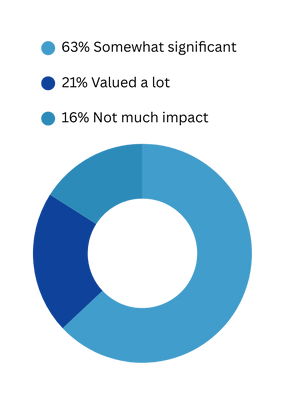 63% Somewhat significant
21% Valued a lot
16% Not much impact